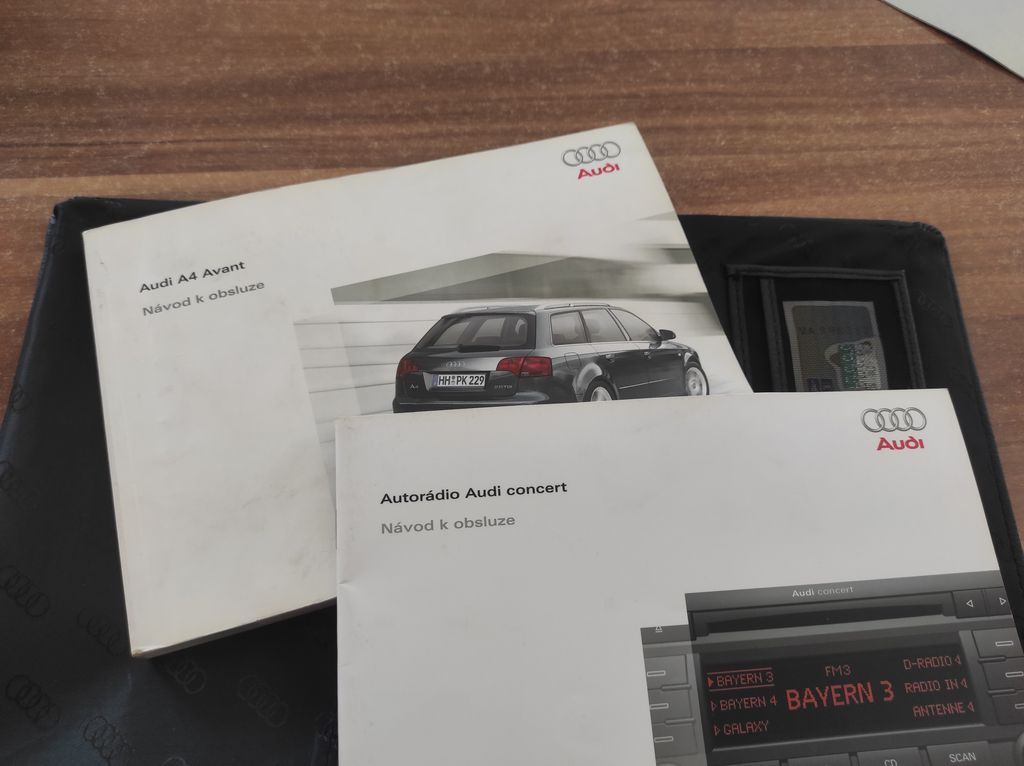 Audi
Audi A4 Avant
Návod k obsluze
A4
HH PK 229
Audi
Autorádio Audi concert
Návod k obsluze
Audi concert
BAYERN 3
FM3
D-RADIO
BAYERN 4
BAYERN 3
RADIO IN
GALAXY
ANTENNE
CD
SCAN